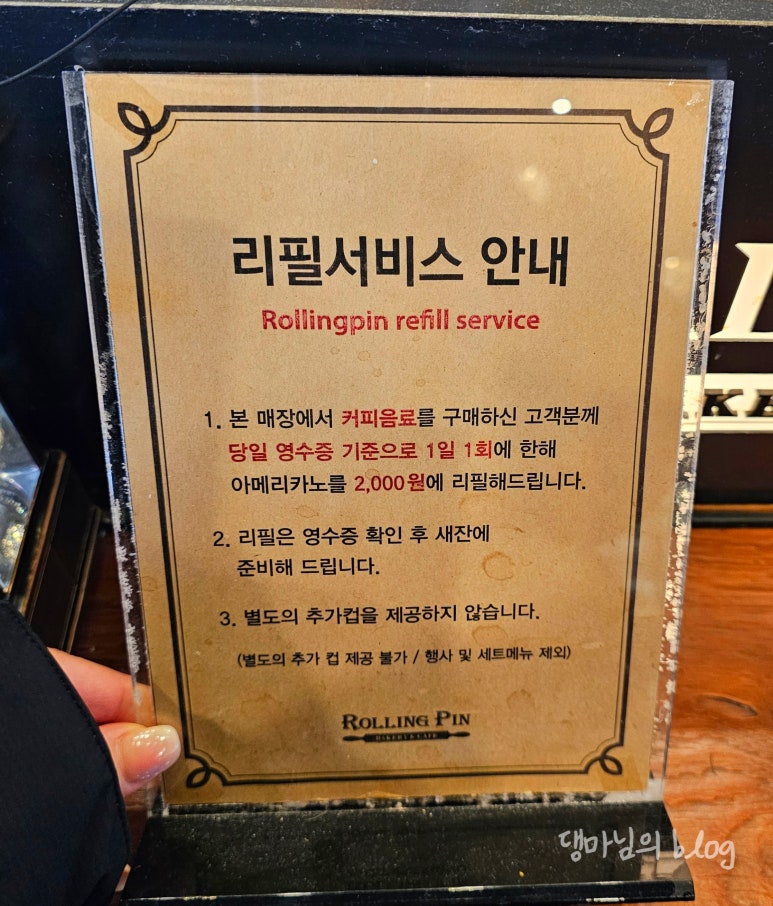 리필서비스 안내
Rollingpin refill service
1. 본 매장에서 커피음료를 구매하신 고객분께
당일 영수증 기준으로 1일 1회에 한해
아메리카노를 2,000원에 리필해드립니다.
2. 리필은 영수증 확인 후 새잔에
준비해 드립니다.
3. 별도의 추가컵을 제공하지 않습니다.
(별도의 추가 컵 제공 불가 / 행사 및 세트메뉴 제외)
ROLLING PIN
BAKERY & CAFE
댕마님의 blog